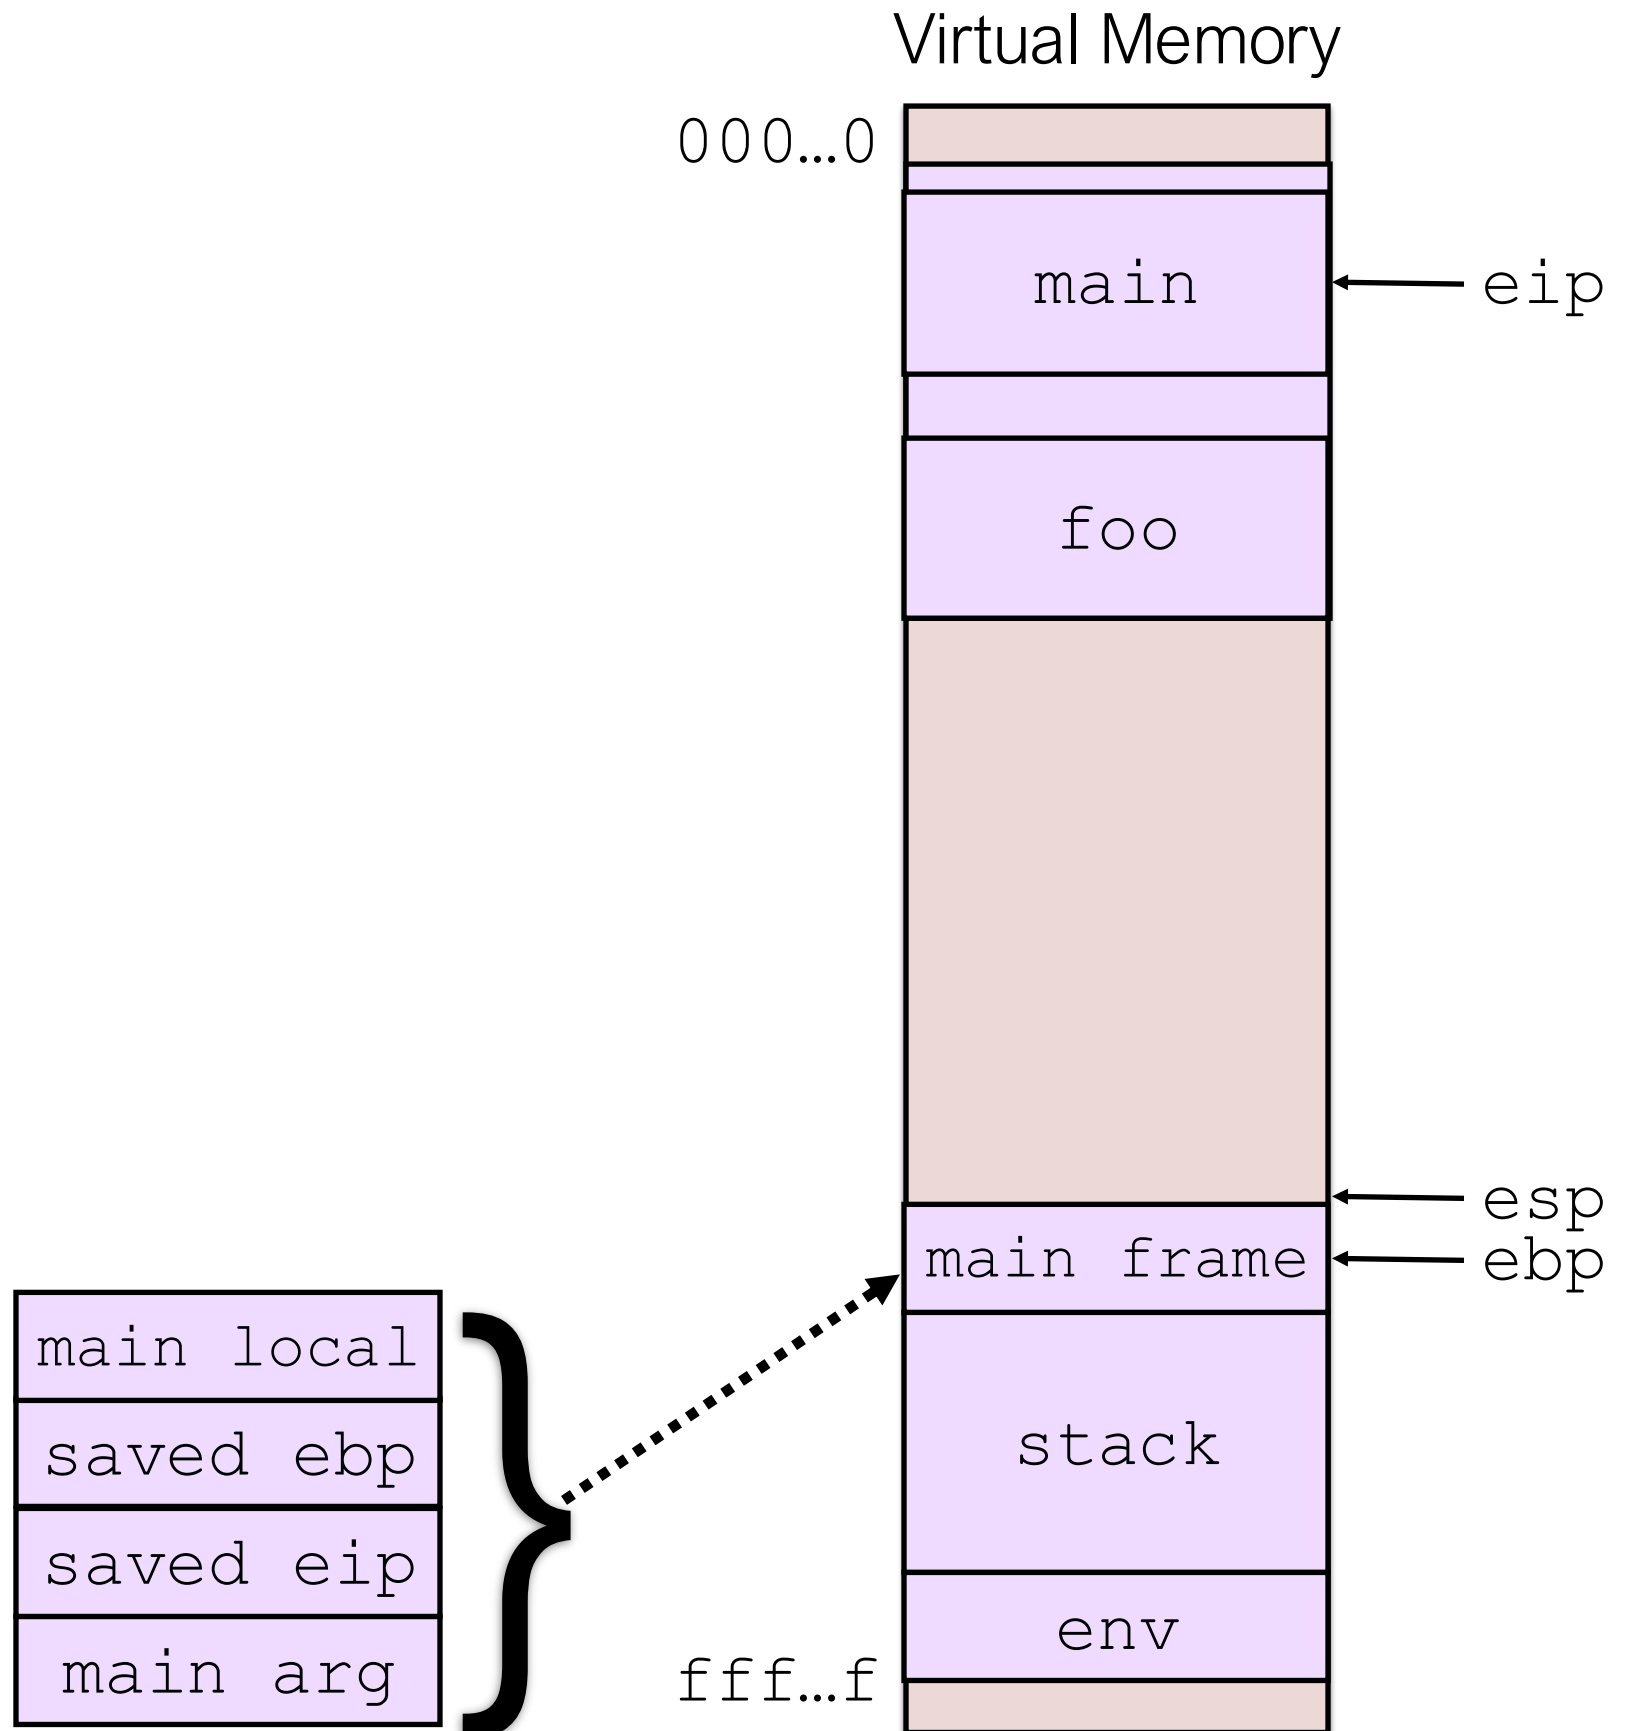 Virtual Memory
000…0
main
eip
foo
esp
main frame
ebp
main local
saved ebp
stack
saved eip
env
main arg
fff…f